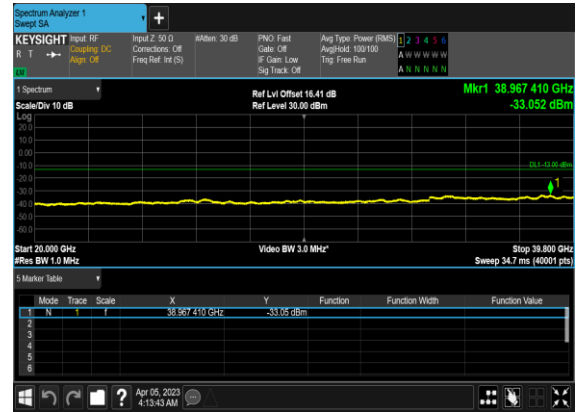 Spectrum Analyzer 1
Swept SA
+
KEYSIGHT Input: RF Input Z: 50 Ω #Atten: 30 dB PNO: Fast Avg Type: Power (RMS) 1 2 3 4 5 6
R T Coupling: DC Corrections: Off Gate: Off Avg|Hold: 100/100 A W W W W W
Align: Off Freq Ref: Int (S) IF Gain: Low Trig: Free Run
LXI Sig Track: Off A N N N N N
1 Spectrum Ref Lvl Offset 16.41 dB Mkr1 38.967 410 GHz
Scale/Div 10 dB Ref Level 30.00 dBm -33.052 dBm
Log
20.0
10.0
0.00
-10.0 DL1 -13.00 dBm
-20.0 1
-30.0
-40.0
-50.0
-60.0
Start 20.000 GHz Video BW 3.0 MHz* Stop 39.800 GHz
#Res BW 1.0 MHz Sweep 34.7 ms (40001 pts)
5 Marker Table
Mode Trace Scale X Y Function Function Width Function Value
1 N 1 f 38.967 410 GHz -33.05 dBm
2
3
4
5
6
? Apr 05, 2023
4:13:43 AM